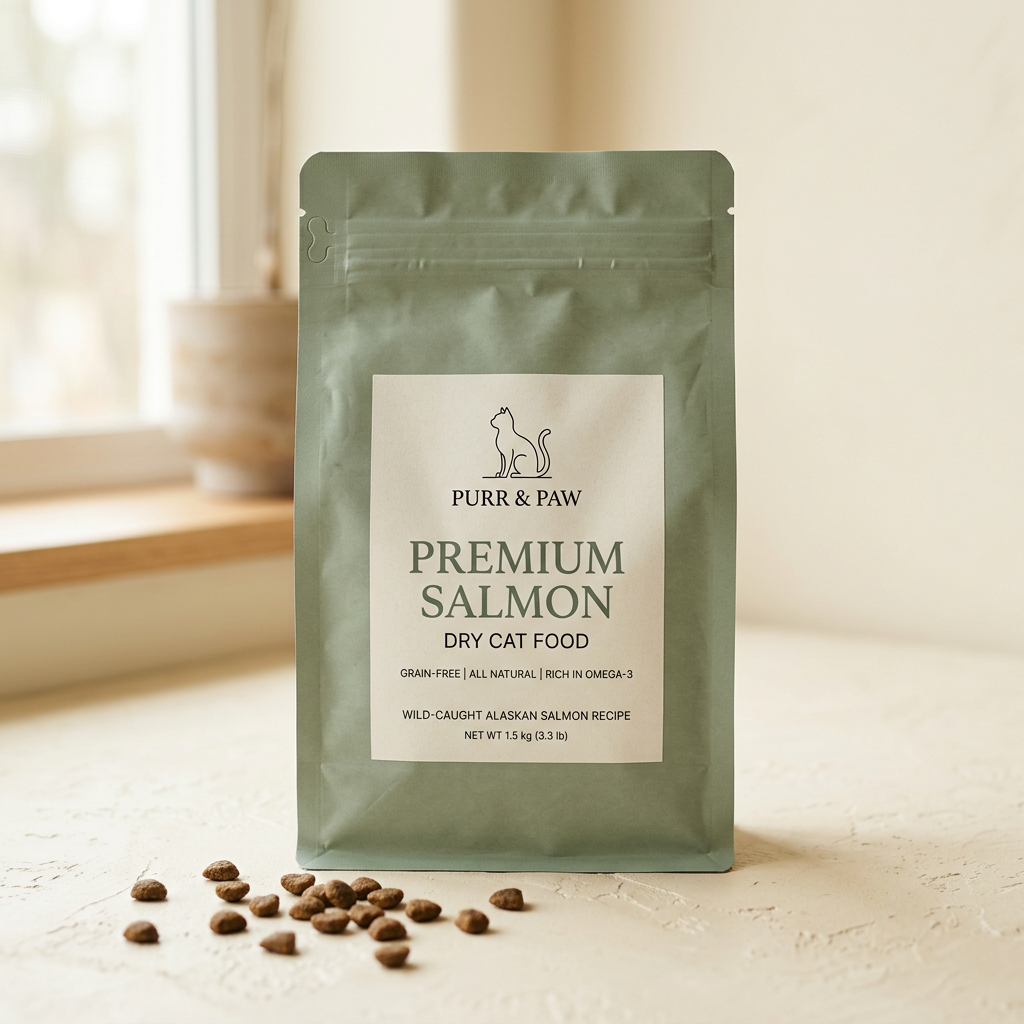 PURR & PAW
PREMIUM
SALMON
DRY CAT FOOD
GRAIN-FREE | ALL NATURAL | RICH IN OMEGA-3
WILD-CAUGHT ALASKAN SALMON RECIPE
NET WT 1.5 kg (3.3 lb)